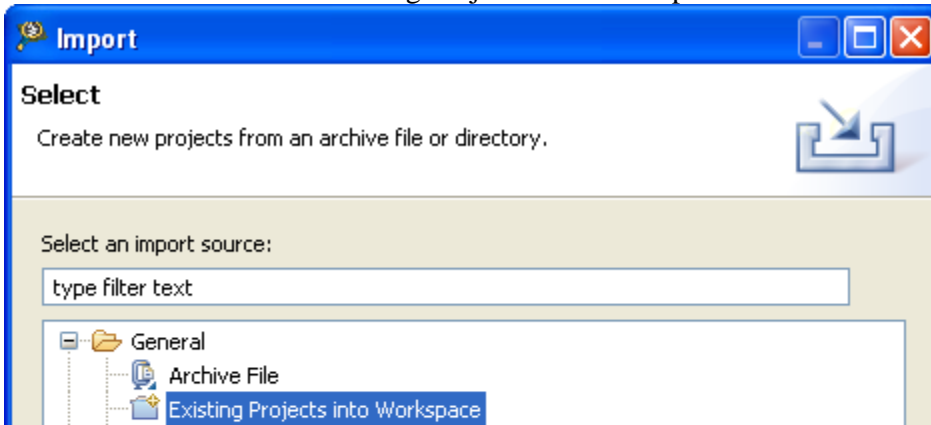 Import
Select
Create new projects from an archive file or directory.
Select an import source:
type filter text
General
Archive File
Existing Projects into Workspace